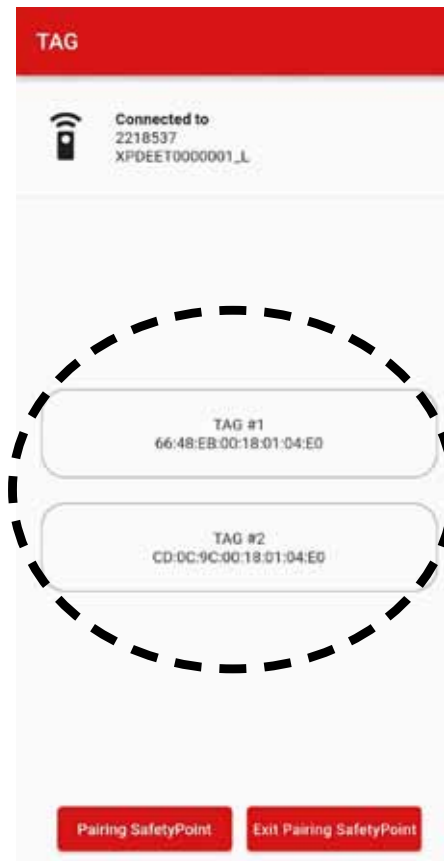 TAG
Connected to
2218537
XPDEET0000001_L
TAG #1
66:48:EB:00:18:01:04:E0
TAG #2
CD:0C:9C:00:18:01:04:E0
Pairing SafetyPoint
Exit Pairing SafetyPoint